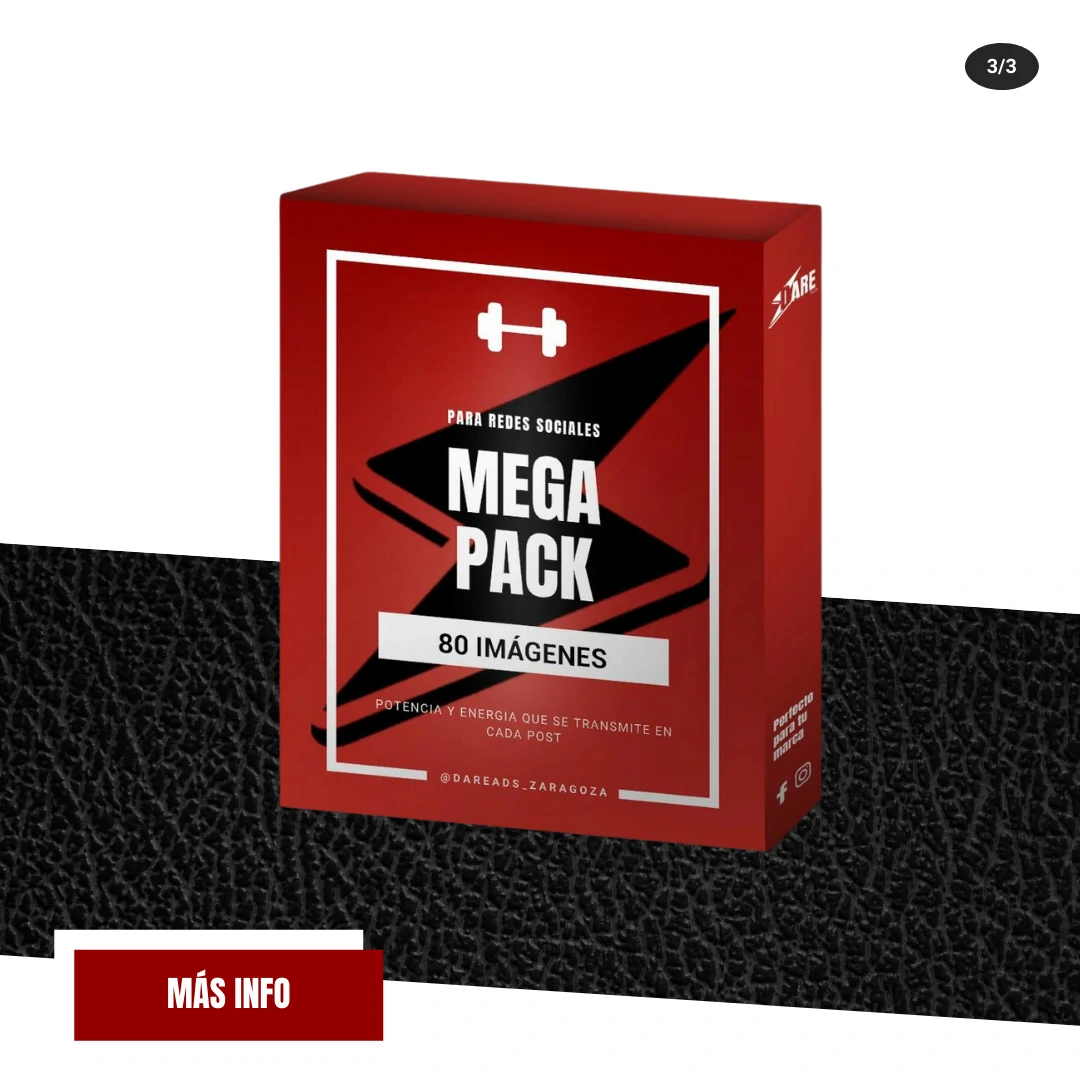 3/3
DARE
PARA REDES SOCIALES
MEGA
PACK
80 IMÁGENES
POTENCIA Y ENERGIA QUE SE TRANSMITE EN
CADA POST
@DAREADS_ZARAGOZA
Perfecto
para tu
marca
MÁS INFO